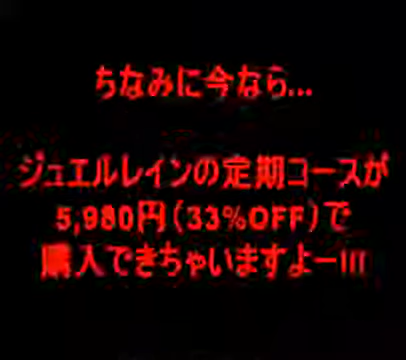 ちなみに今なら...
ジュエルレインの定期コースが
5,980円(33%OFF)で
購入できちゃいますよー!!!